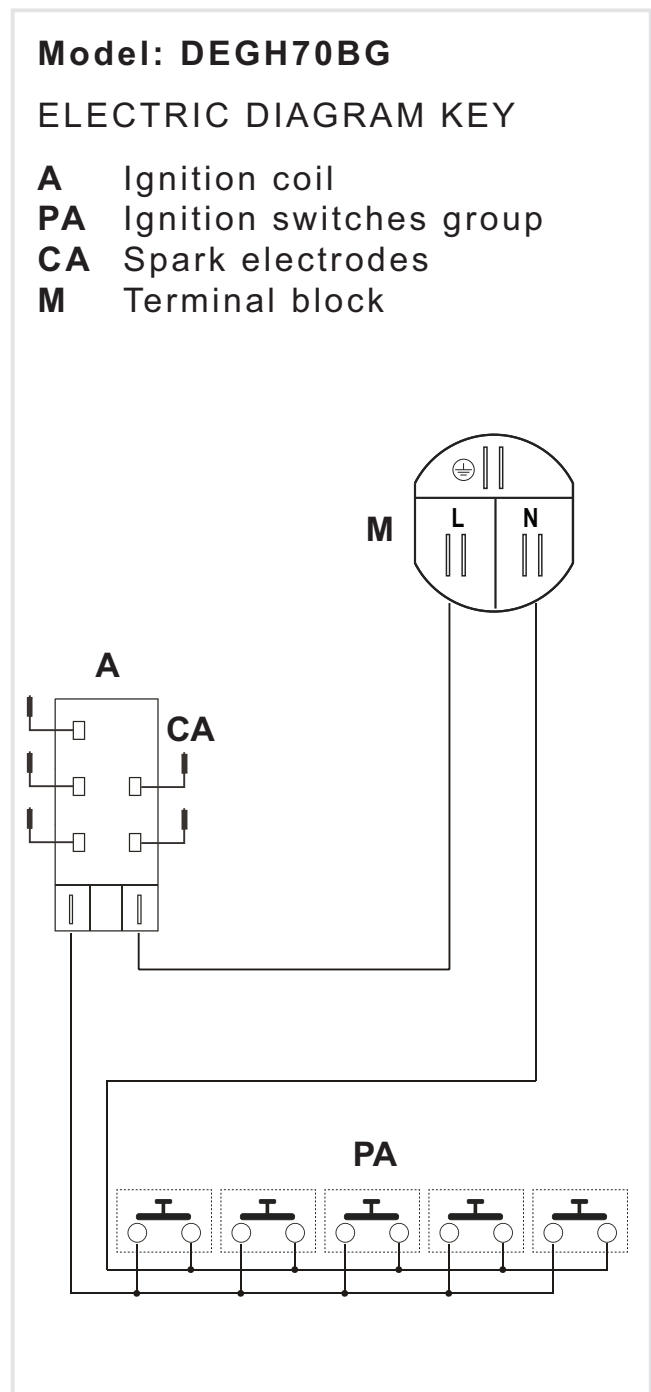 Model: DEGH70BG
ELECTRIC DIAGRAM KEY
A Ignition coil
PA Ignition switches group
CA Spark electrodes
M Terminal block
M
L N
A
CA
PA